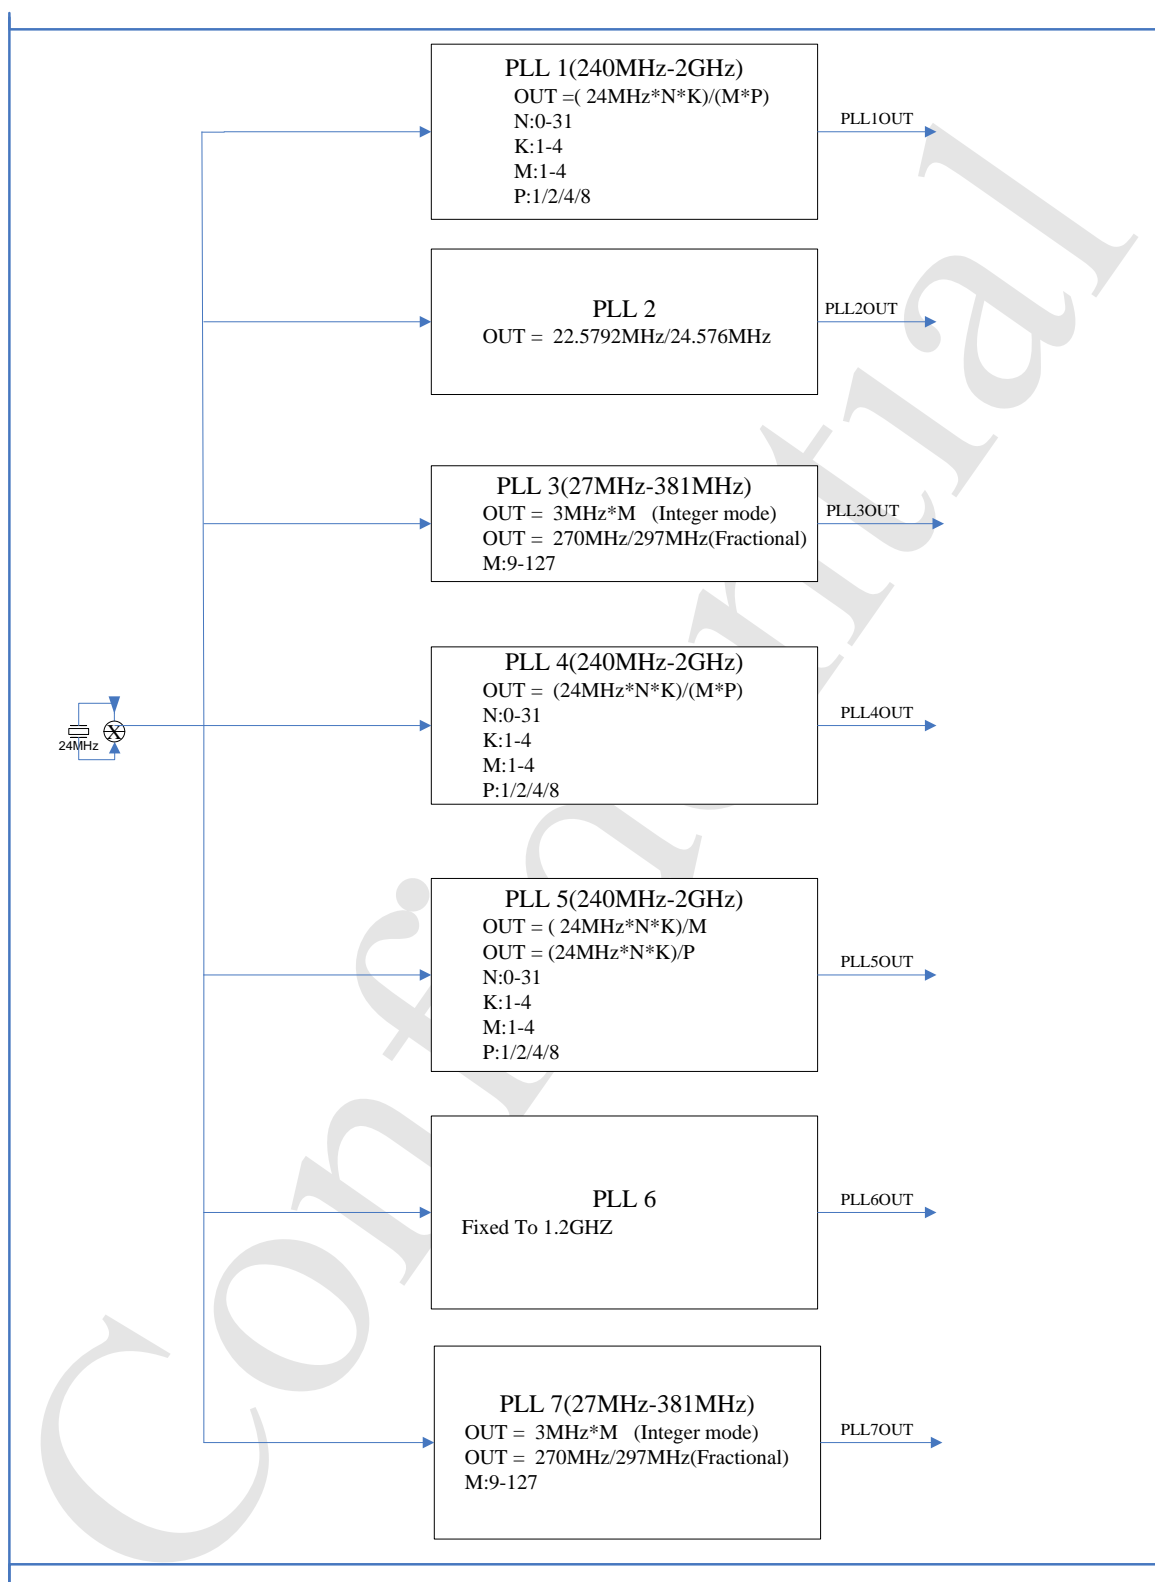 PLL 1(240MHz-2GHz)
OUT =( 24MHz*N*K)/(M*P)
N:0-31
K:1-4
M:1-4
P:1/2/4/8
PLL1OUT
PLL 2
OUT = 22.5792MHz/24.576MHz
PLL2OUT
PLL 3(27MHz-381MHz)
OUT = 3MHz*M (Integer mode)
OUT = 270MHz/297MHz(Fractional)
M:9-127
PLL3OUT
24MHz
X
PLL 4(240MHz-2GHz)
OUT = (24MHz*N*K)/(M*P)
N:0-31
K:1-4
M:1-4
P:1/2/4/8
PLL4OUT
PLL 5(240MHz-2GHz)
OUT = ( 24MHz*N*K)/M
OUT = (24MHz*N*K)/P
N:0-31
K:1-4
M:1-4
P:1/2/4/8
PLL5OUT
PLL 6
Fixed To 1.2GHZ
PLL6OUT
PLL 7(27MHz-381MHz)
OUT = 3MHz*M (Integer mode)
OUT = 270MHz/297MHz(Fractional)
M:9-127
PLL7OUT
Confidential